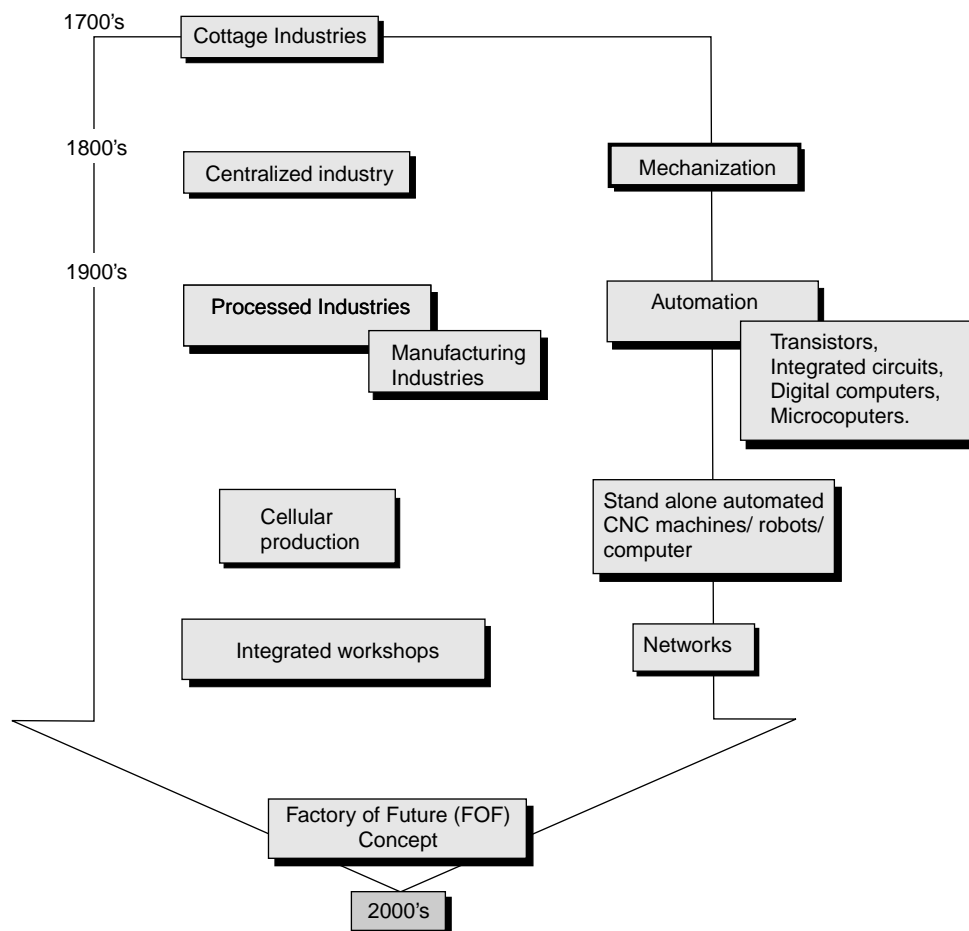 1700’s
Cottage Industries
1800’s
Centralized industry
Mechanization
1900’s
Processed Industries
Manufacturing
Industries
Automation
Transistors,
Integrated circuits,
Digital computers,
Microcoputers.
Cellular
production
Stand alone automated
CNC machines/ robots/
computer
Integrated workshops
Networks
Factory of Future (FOF)
Concept
2000’s